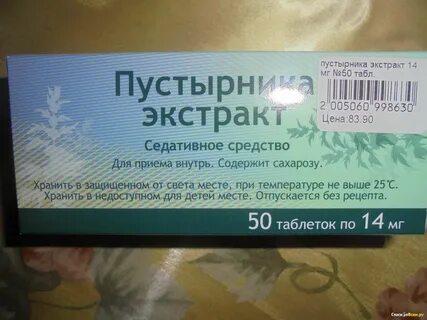 пустырника экстракт 14
мг №50 табл.
2 005060 998630
Цена:83.90
Пустырника
экстракт
Седативное средство
Для приема внутрь. Содержит сахарозу.
Хранить в защищенном от света месте, при температуре не выше 25°С.
Хранить в недоступном для детей месте. Отпускается без рецепта.
50 таблеток по 14 мг